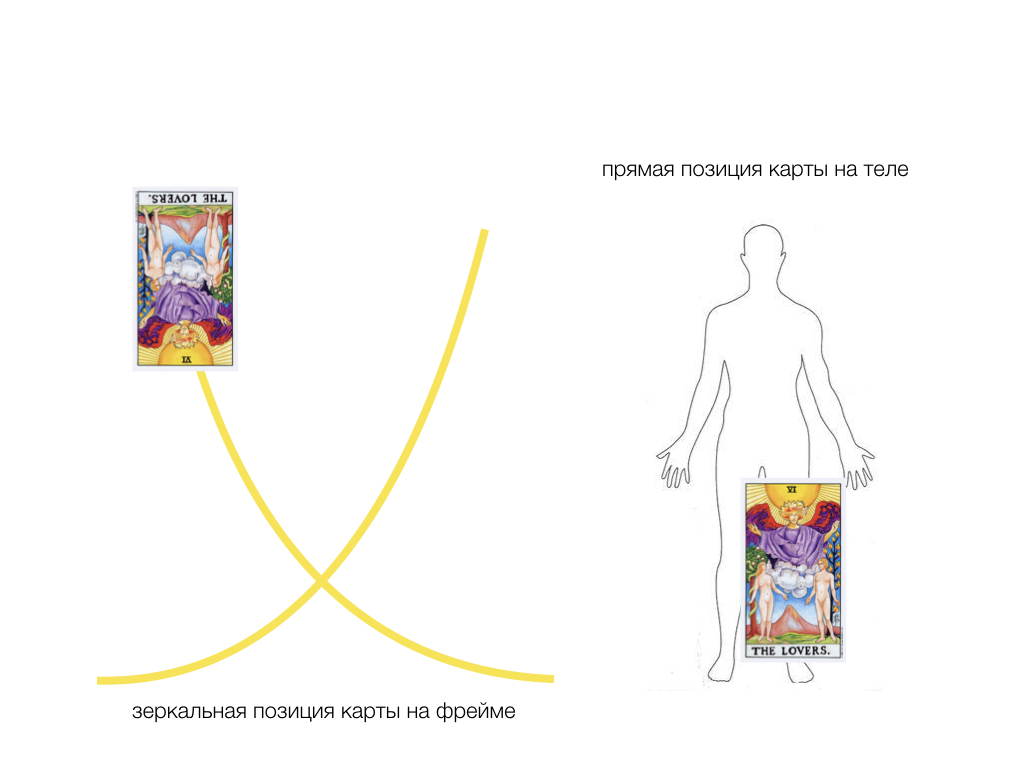 прямая позиция карты на теле
THE LOVERS.
VI
VI
THE LOVERS.
зеркальная позиция карты на фрейме